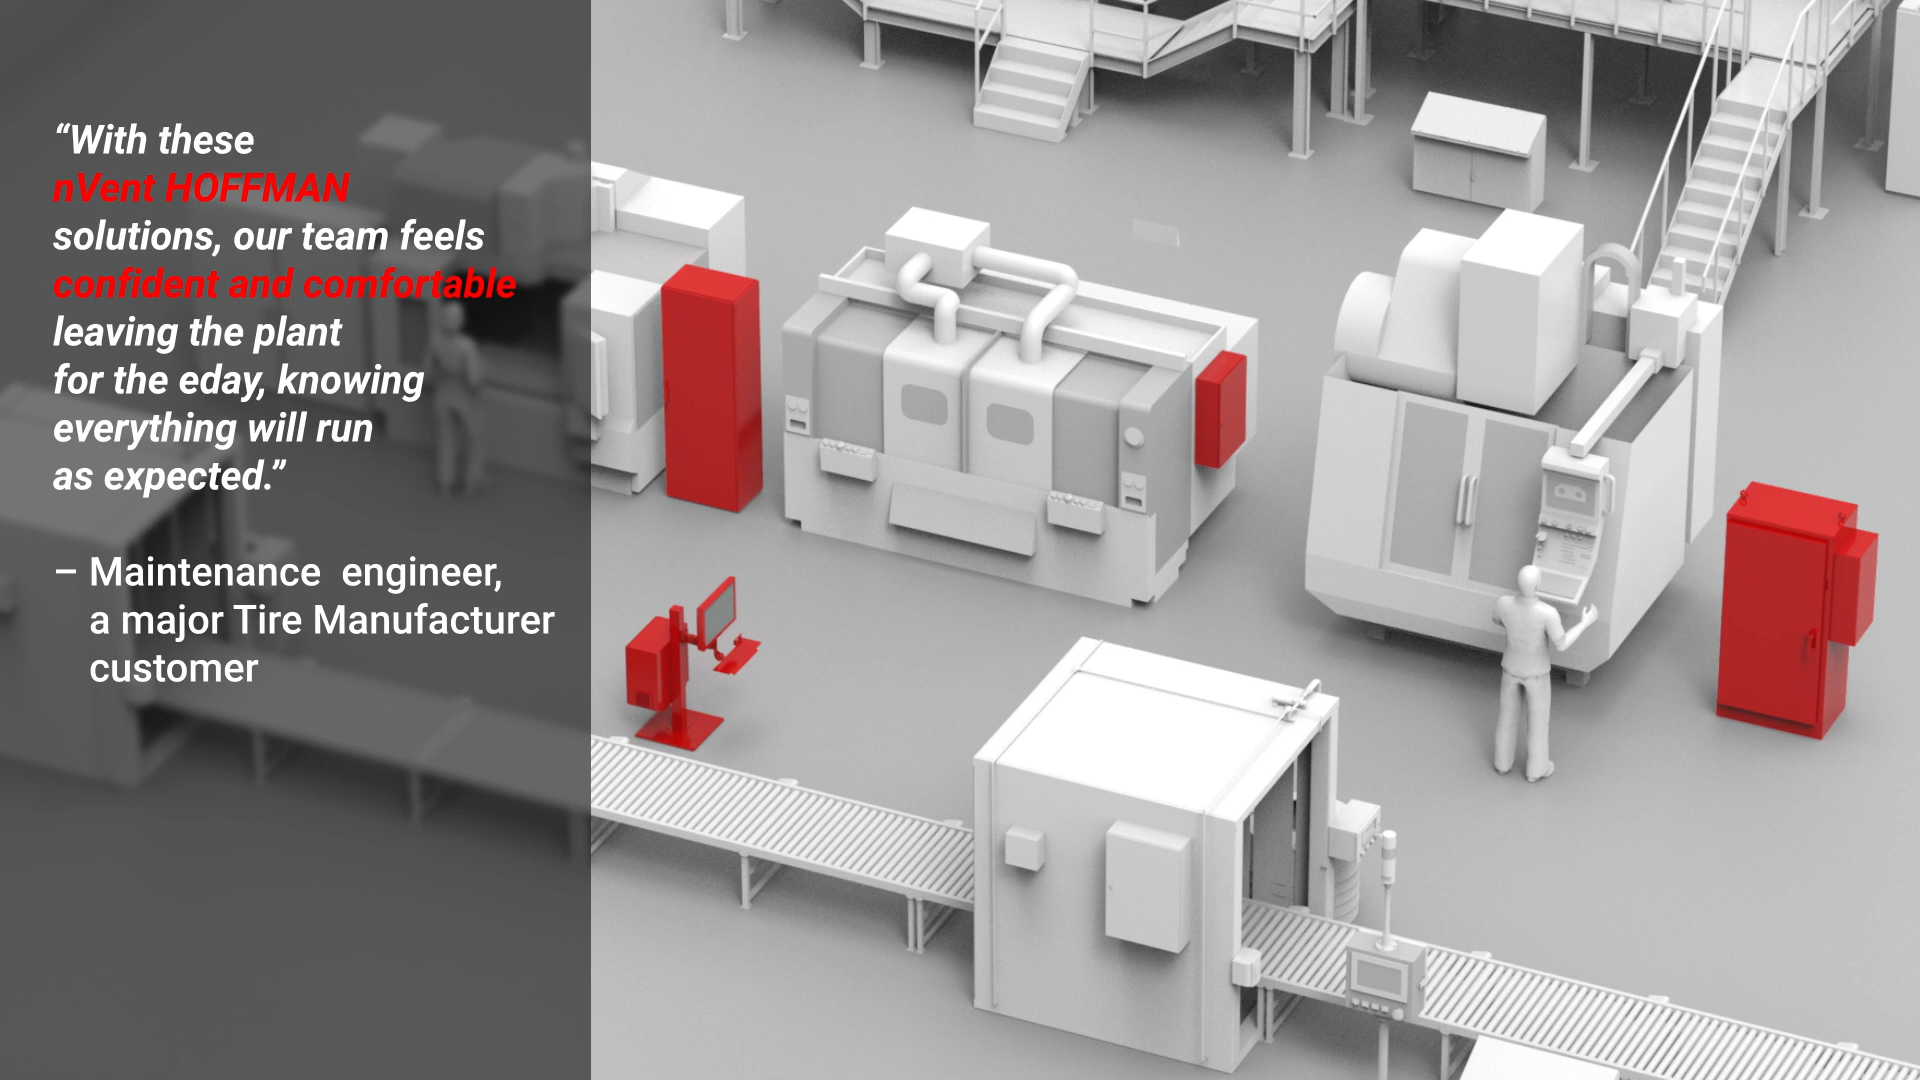 “With these
nVent HOFFMAN
solutions, our team feels
confident and comfortable
leaving the plant
for the eday, knowing
everything will run
as expected.”
– Maintenance  engineer,
a major Tire Manufacturer
customer